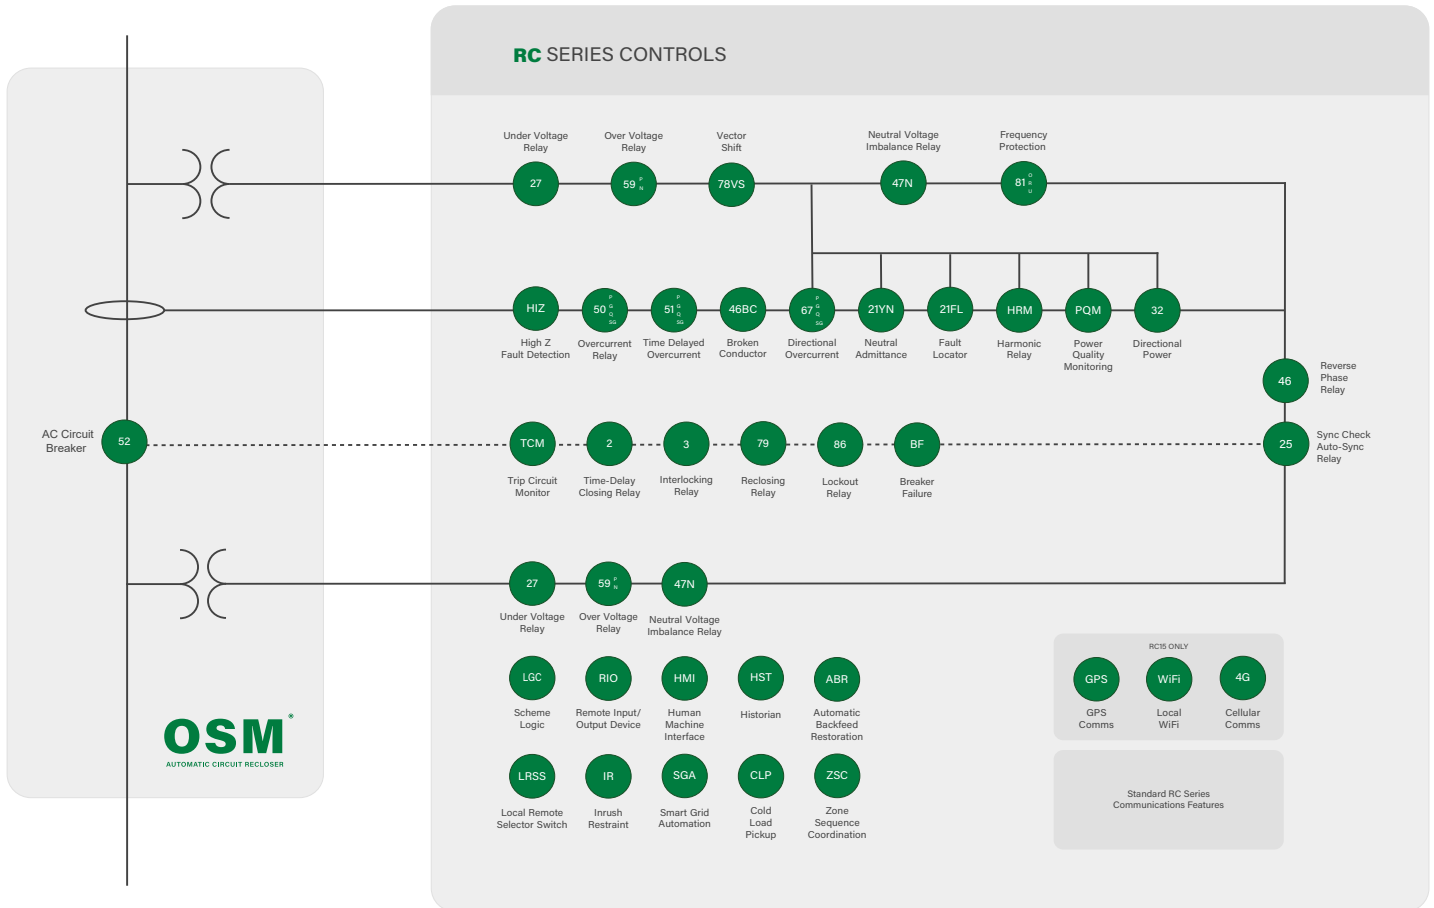 RC SERIES CONTROLS
Under Voltage
Relay
Over Voltage
Relay
Vector
Shift
Neutral Voltage
Imbalance Relay
Frequency
Protection
27
59 P N
78VS
47N
81 O R U
HIZ
50 P G Q SG
51 P G Q SG
46BC
67 P G Q SG
21YN
21FL
HRM
PQM
32
High Z
Fault Detection
Overcurrent
Relay
Time Delayed
Overcurrent
Broken
Conductor
Directional
Overcurrent
Neutral
Admittance
Fault
Locator
Harmonic
Relay
Power
Quality
Monitoring
Directional
Power
46
Reverse
Phase
Relay
AC Circuit
Breaker
52
TCM
2
3
79
86
BF
25
Sync Check
Auto-Sync
Relay
Trip Circuit
Monitor
Time-Delay
Closing Relay
Interlocking
Relay
Reclosing
Relay
Lockout
Relay
Breaker
Failure
27
59 P N
47N
Under Voltage
Relay
Over Voltage
Relay
Neutral Voltage
Imbalance Relay
LGC
RIO
HMI
HST
ABR
Scheme
Logic
Remote Input/
Output Device
Human
Machine
Interface
Historian
Automatic
Backfeed
Restoration
RC15 ONLY
GPS
WiFi
4G
GPS
Comms
Local
WiFi
Cellular
Comms
OSM®
AUTOMATIC CIRCUIT RECLOSER
LRSS
IR
SGA
CLP
ZSC
Local Remote
Selector Switch
Inrush
Restraint
Smart Grid
Automation
Cold
Load
Pickup
Zone
Sequence
Coordination
Standard RC Series
Communications Features